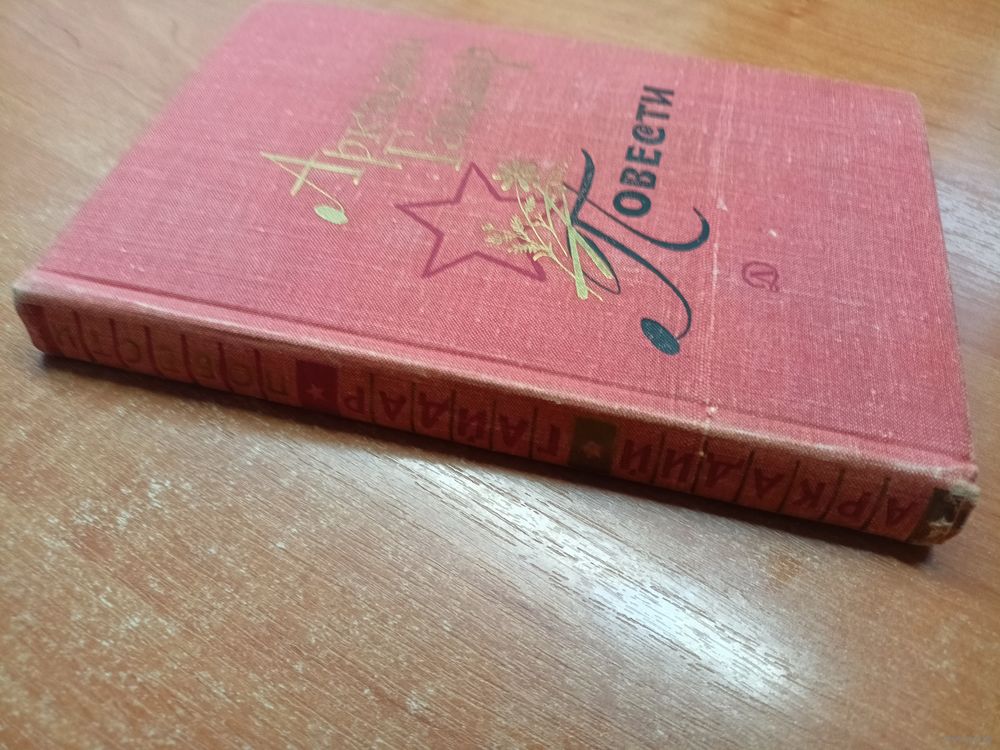 Аркадий
Гайдар
Повести
АРКАДИЙ ГАЙДАР ПОВЕСТИ